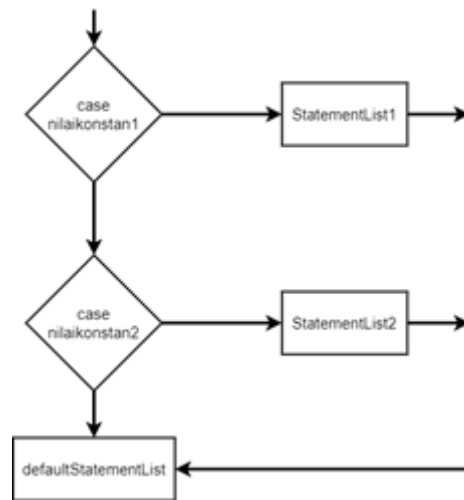 case
nilaikonstan1
StatementList1
case
nilaikonstan2
StatementList2
defaultStatementList